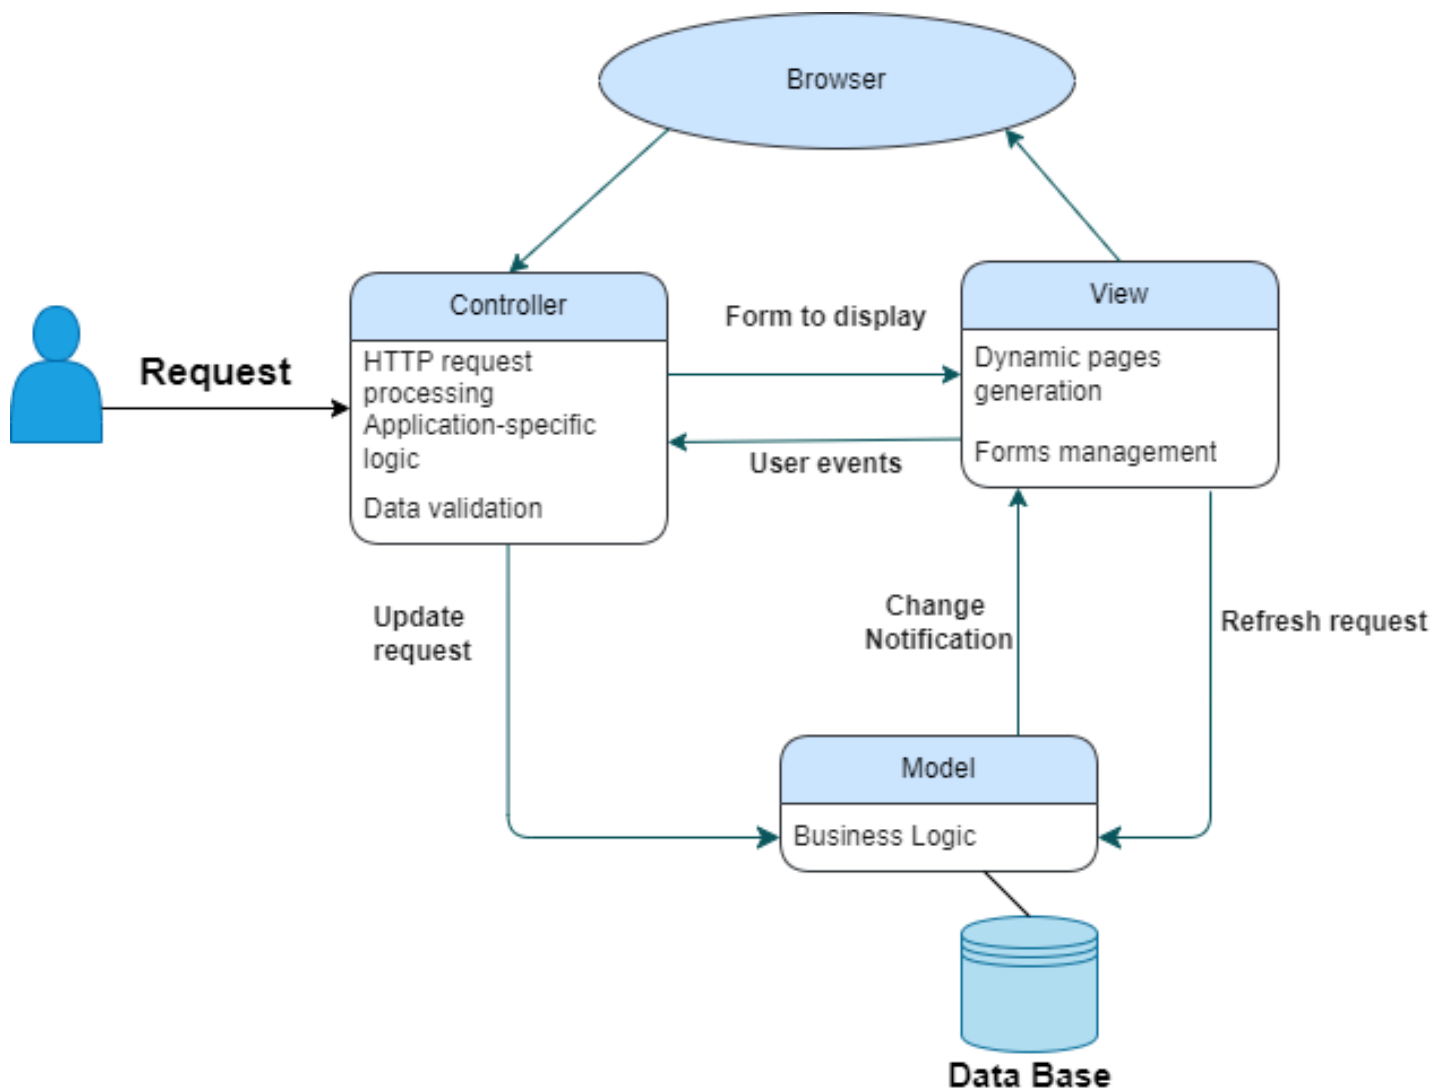 Browser
Controller
View
Form to display
Request
HTTP request
processing
Application-specific
logic
Data validation
Dynamic pages
generation
Forms management
User events
Update
request
Change
Notification
Refresh request
Model
Business Logic
Data Base